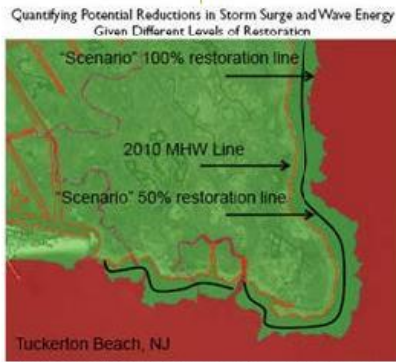 Quantifying Potential Reductions in Storm Surge and Wave Energy
Given Different Levels of Restoration
"Scenario" 100% restoration line
2010 MHW Line
"Scenario" 50% restoration line
Tuckerton Beach, NJ